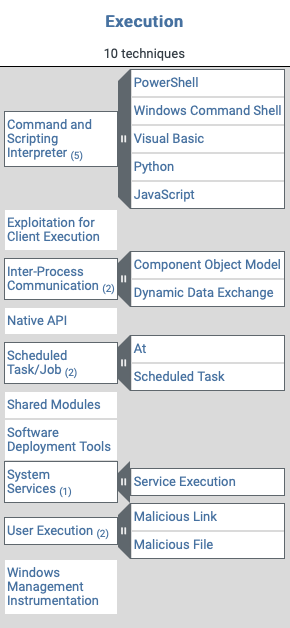 Execution
10 techniques
Command and
Scripting
Interpreter (5)
PowerShell
Windows Command Shell
Visual Basic
Python
JavaScript
Exploitation for
Client Execution
Inter-Process
Communication (2)
Component Object Model
Dynamic Data Exchange
Native API
Scheduled
Task/Job (2)
At
Scheduled Task
Shared Modules
Software
Deployment Tools
System
Services (1)
Service Execution
User Execution (2)
Malicious Link
Malicious File
Windows
Management
Instrumentation